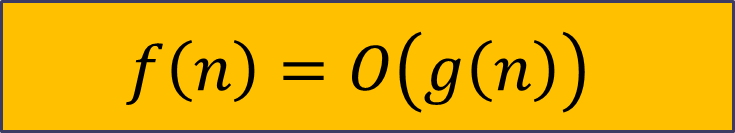 f(n) = O(g(n))